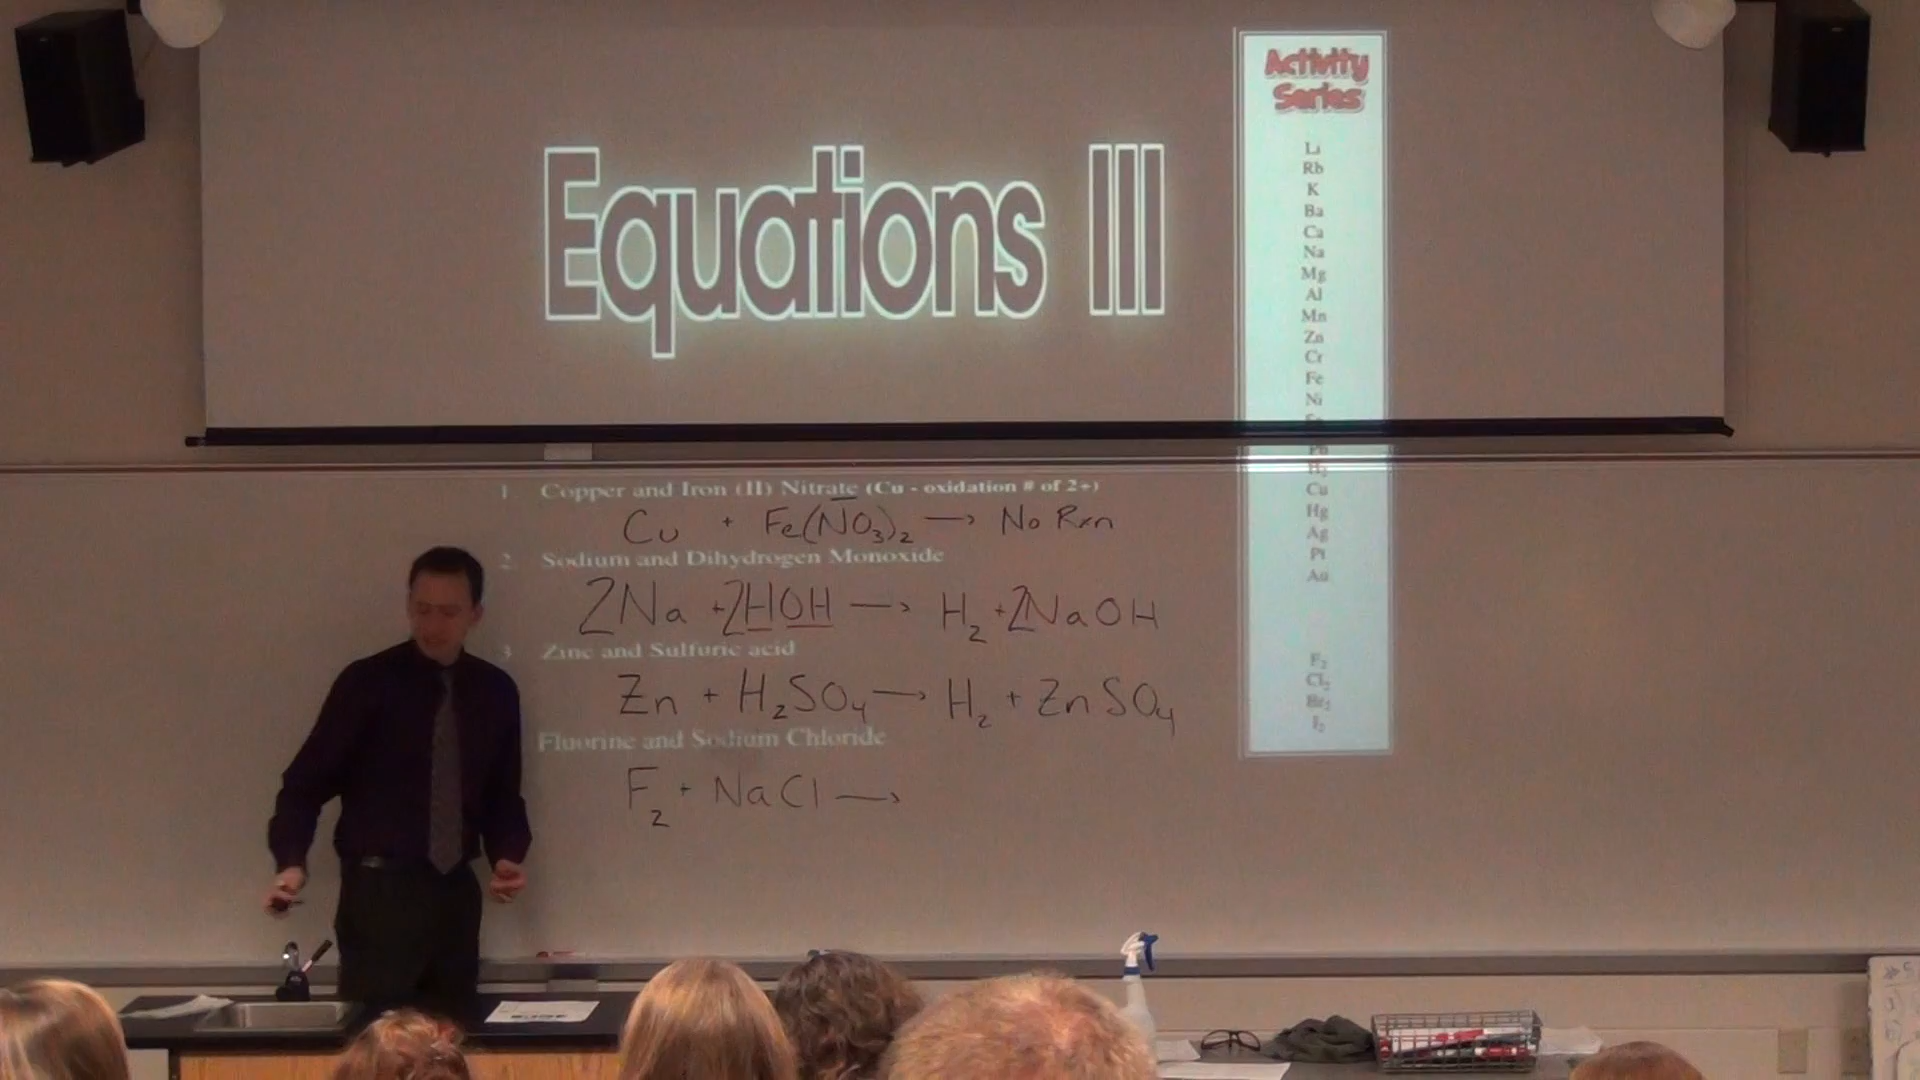 Equations III
Activity
Series
Li
Rb
K
Ba
Ca
Na
Mg
Al
Mn
Zn
Cr
Fe
Ni
Pb
H₂
Cu
Hg
Ag
Pt
Au
F₂
Cl₂
Br₂
I₂
1 Copper and Iron (II) Nitrate (Cu - oxidation # of 2+)
Cu + Fe(NO₃)₂ → No Rxn
2 Sodium and Dihydrogen Monoxide
2Na + 2HOH → H₂ + 2NaOH
3 Zinc and Sulfuric acid
Zn + H₂SO₄ → H₂ + ZnSO₄
Fluorine and Sodium Chloride
F₂ + NaCl →